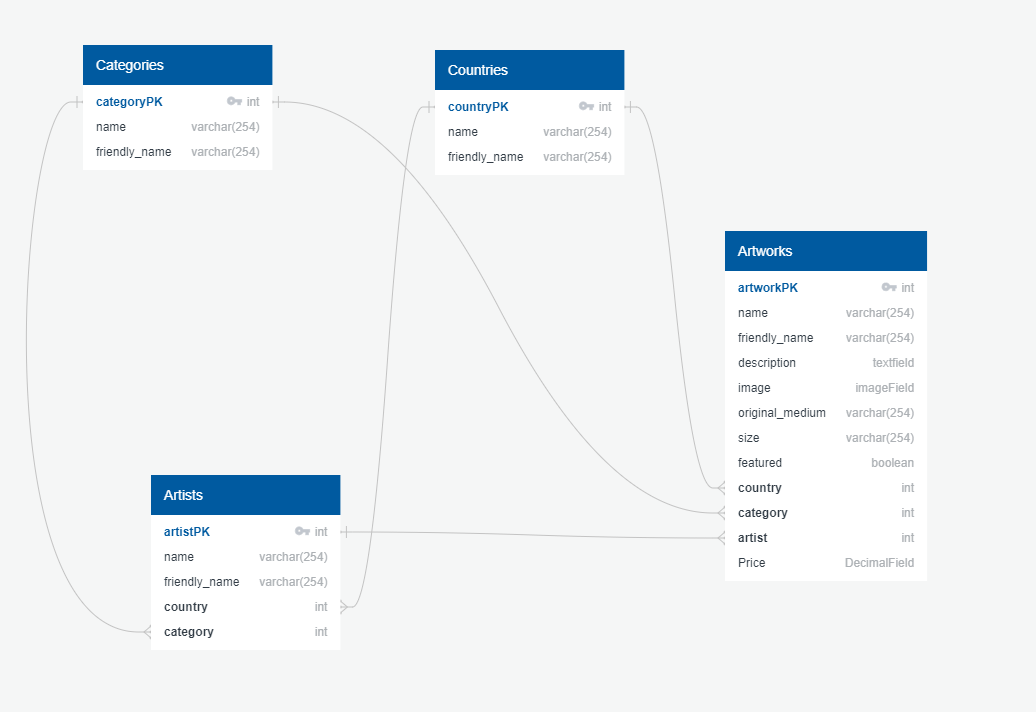 Categories
categoryPK int
name varchar(254)
friendly_name varchar(254)
Countries
countryPK int
name varchar(254)
friendly_name varchar(254)
Artworks
artworkPK int
name varchar(254)
friendly_name varchar(254)
description textfield
image imageField
original_medium varchar(254)
size varchar(254)
featured boolean
country int
category int
artist int
Price DecimalField
Artists
artistPK int
name varchar(254)
friendly_name varchar(254)
country int
category int